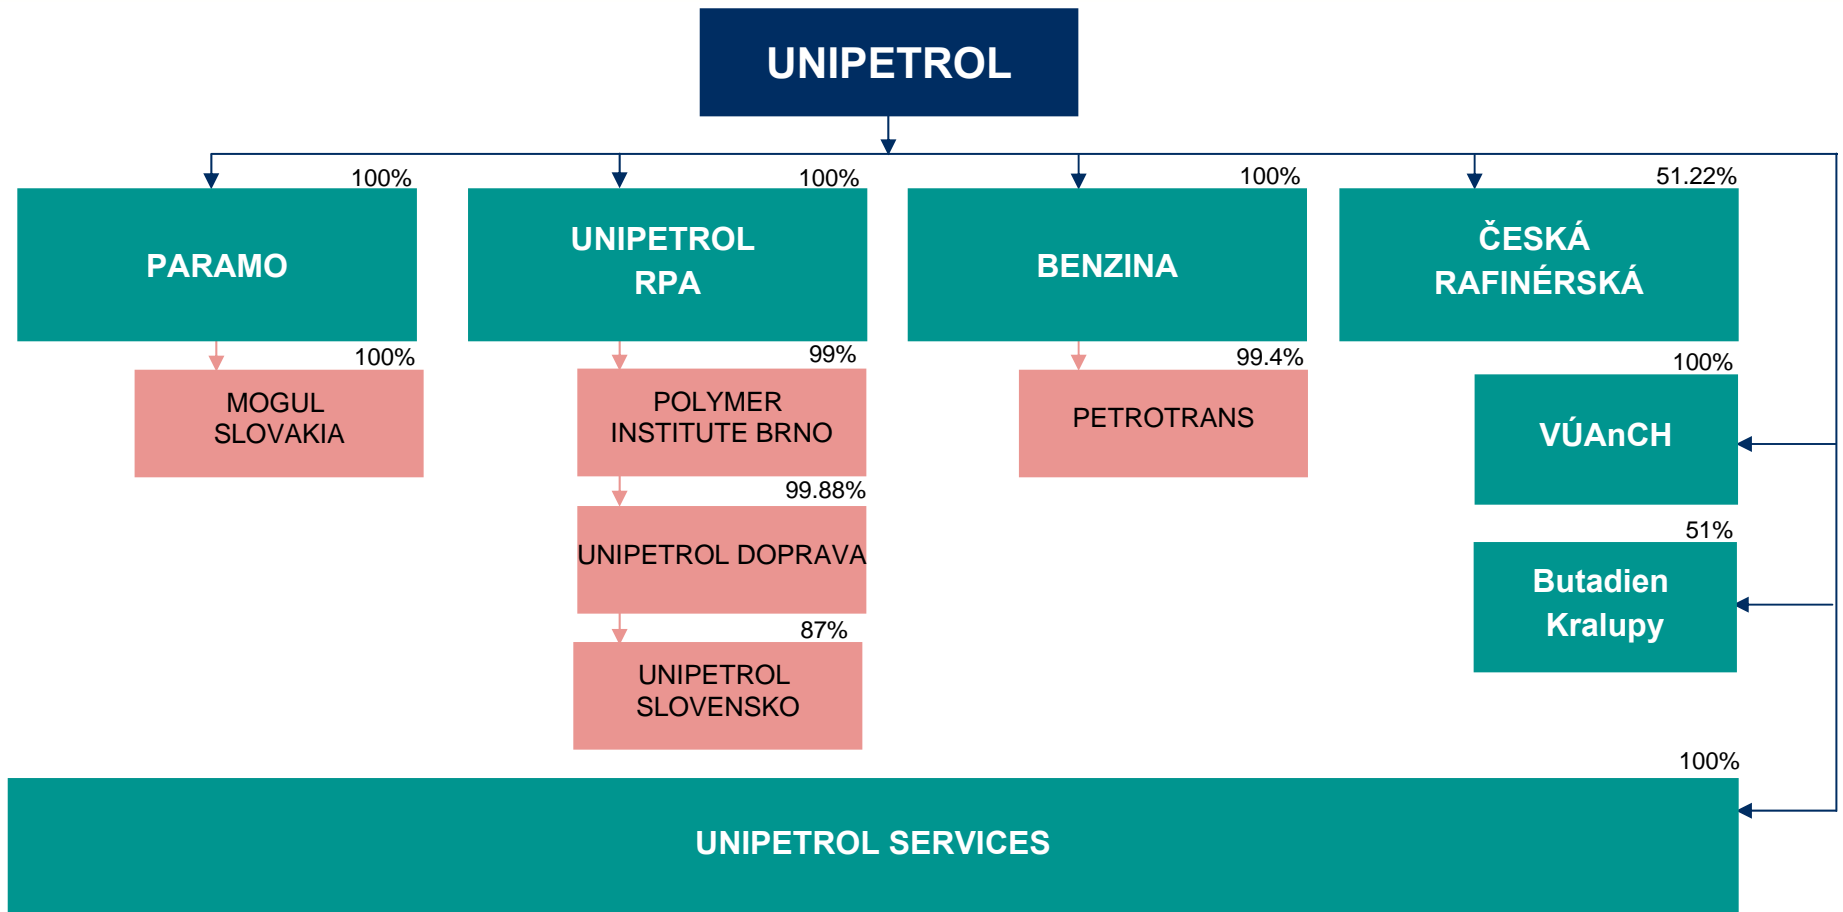 UNIPETROL
100%
100%
100%
51.22%
PARAMO
UNIPETROL
RPA
BENZINA
ČESKÁ
RAFINÉRSKÁ
100%
99%
99.4%
100%
MOGUL
SLOVAKIA
POLYMER
INSTITUTE BRNO
PETROTRANS
VÚAnCH
99.88%
UNIPETROL DOPRAVA
51%
Butadien
Kralupy
87%
UNIPETROL
SLOVENSKO
100%
UNIPETROL SERVICES